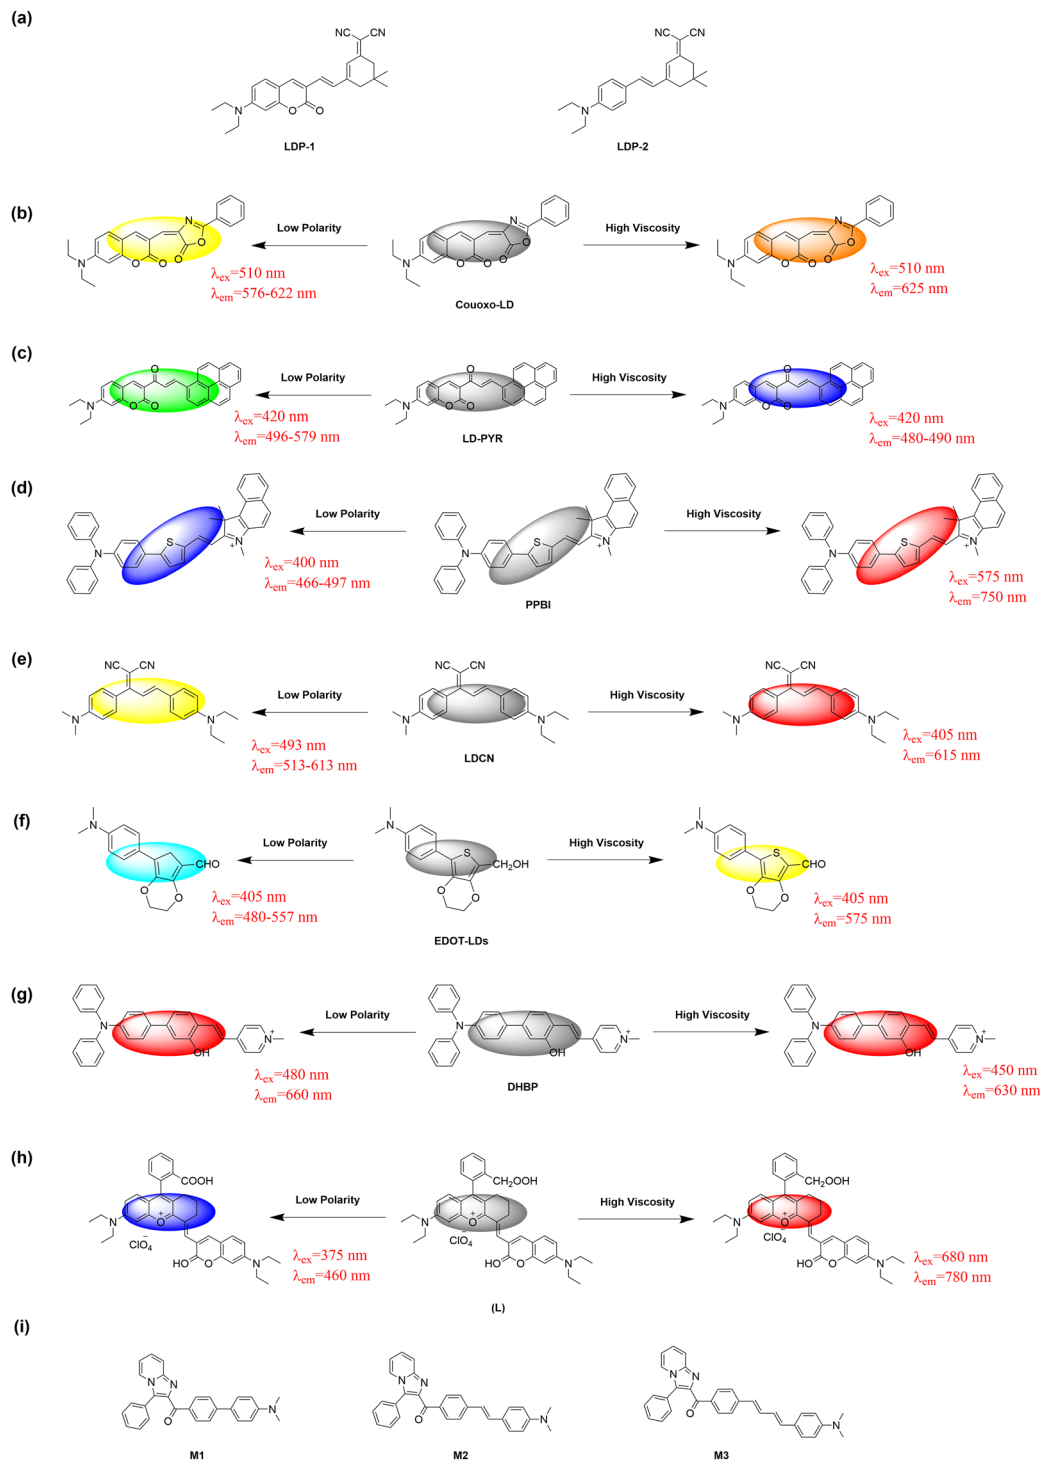 (a)
NC CN
N O O
LDP-1
NC CN
N
LDP-2
(b)
N O O O O N
λex=510 nm
λem=576-622 nm
Low Polarity
N O O O O N
Couoxo-LD
High Viscosity
N O O O O N
λex=510 nm
λem=625 nm
(c)
N O O O
λex=420 nm
λem=496-579 nm
Low Polarity
N O O O
LD-PYR
High Viscosity
N O O O
λex=420 nm
λem=480-490 nm
(d)
N S N+
λex=400 nm
λem=466-497 nm
Low Polarity
N S N+
PPBI
High Viscosity
N S N+
λex=575 nm
λem=750 nm
(e)
NC CN
N N
λex=493 nm
λem=513-613 nm
Low Polarity
NC CN
N N
LDCN
High Viscosity
NC CN
N N
λex=405 nm
λem=615 nm
(f)
N
CHO
O O
λex=405 nm
λem=480-557 nm
Low Polarity
N
S
CH2OH
O O
EDOT-LDs
High Viscosity
N
S
CHO
O O
λex=405 nm
λem=575 nm
(g)
N OH N+
λex=480 nm
λem=660 nm
Low Polarity
N OH N+
DHBP
High Viscosity
N OH N+
λex=450 nm
λem=630 nm
(h)
COOH
N O+
ClO4−
HO O N
λex=375 nm
λem=460 nm
Low Polarity
CH2OOH
N O+
ClO4−
HO O N
(L)
High Viscosity
CH2OOH
N O+
ClO4−
HO O N
λex=680 nm
λem=780 nm
(i)
N N O N
M1
N N O N
M2
N N O N
M3